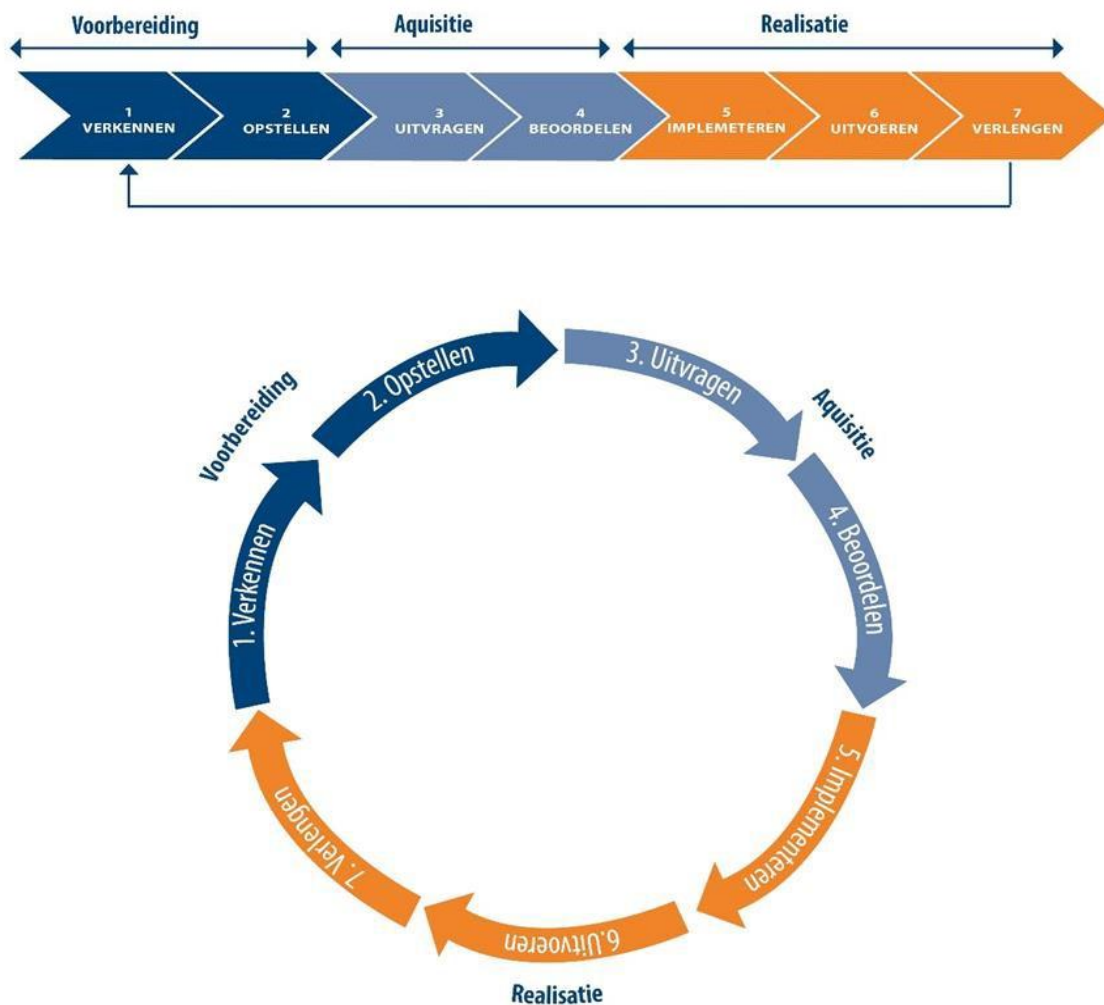 Voorbereiding
Aquisitie
Realisatie
1
VERKENNEN
2
OPSTELLEN
3
UITVRAGEN
4
BEOORDELEN
5
IMPLEMETEREN
6
UITVOEREN
7
VERLENGEN
Voorbereiding
1. Verkennen
2. Opstellen
3. Uitvragen
Aquisitie
4. Beoordelen
5. Implementeren
6.Uitvoeren
7. Verlengen
Realisatie